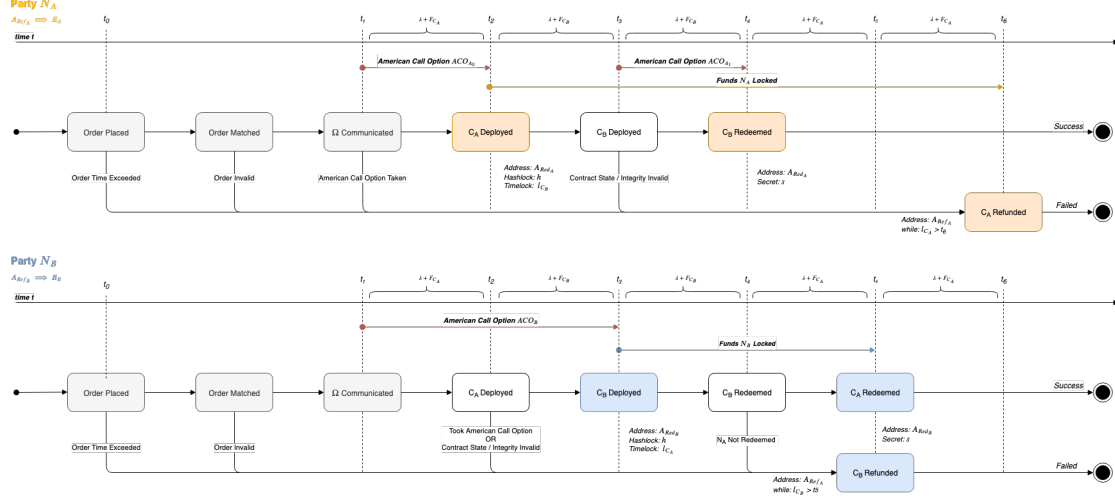 Party N_A
A_Ref_A ⟹ B_A
t_0 t_1 λ + F_C_A t_2 λ + F_C_B t_3 λ + F_C_B t_4 λ + F_C_A t_5 λ + F_C_A t_6
time t
American Call Option ACO_A_0 American Call Option ACO_A_1
Funds N_A Locked
Order Placed Order Matched Ω Communicated C_A Deployed C_B Deployed C_B Redeemed Success
Order Time Exceeded Order Invalid American Call Option Taken Contract State / Integrity Invalid
Address: A_Red_A
Hashlock: h
Timelock: l_C_B
Address: A_Red_A
Secret: s
C_A Refunded Failed
Address: A_Ref_A
while: l_C_A > t_6
Party N_B
A_Ref_B ⟹ B_B
t_0 t_1 λ + F_C_A t_2 λ + F_C_B t_3 λ + F_C_B t_4 λ + F_C_A λ + F_C_A t_6
time t
American Call Option ACO_B
Funds N_B Locked
Order Placed Order Matched Ω Communicated C_A Deployed C_B Deployed C_B Redeemed C_A Redeemed Success
Order Time Exceeded Order Invalid
Took American Call Option
OR
Contract State / Integrity Invalid
Address: A_Red_B
Hashlock: h
Timelock: l_C_A
N_A Not Redeemed
Address: A_Red_B
Secret: s
C_B Refunded Failed
Address: A_Ref_A
while: l_C_B > t5